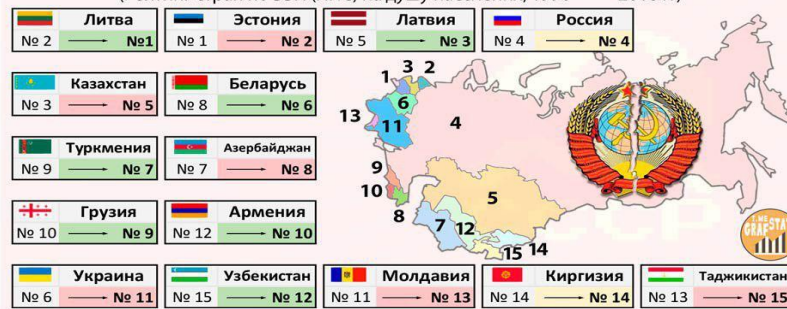 Литва Эстония Латвия Россия
№ 2 → №1 № 1 → № 2 № 5 → № 3 № 4 → № 4
Казахстан Беларусь
№ 3 → № 5 № 8 → № 6
Туркмения Азербайджан
№ 9 → № 7 № 7 → № 8
Грузия Армения
№ 10 → № 9 № 12 → № 10
Украина Узбекистан Молдавия Киргизия Таджикистан
№ 6 → № 11 № 15 → № 12 № 11 → № 13 № 14 → № 14 № 13 → № 15
3 2
1
6
13
11
4
9
10
8
5
7
12
14
15